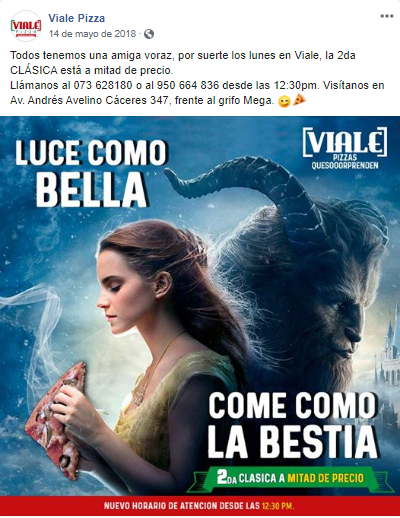 Viale Pizza
14 de mayo de 2018 ·
Todos tenemos una amiga voraz, por suerte los lunes en Viale, la 2da
CLÁSICA está a mitad de precio.
Llámanos al 073 628180 o al 950 664 836 desde las 12:30pm. Visítanos en
Av. Andrés Avelino Cáceres 347, frente al grifo Mega. 😋🍕
LUCE COMO
BELLA
VIALE
PIZZAS
QUESOOORPRENDEN
COME COMO
LA BESTIA
2DA CLASICA A MITAD DE PRECIO
NUEVO HORARIO DE ATENCION DESDE LAS 12:30 PM.